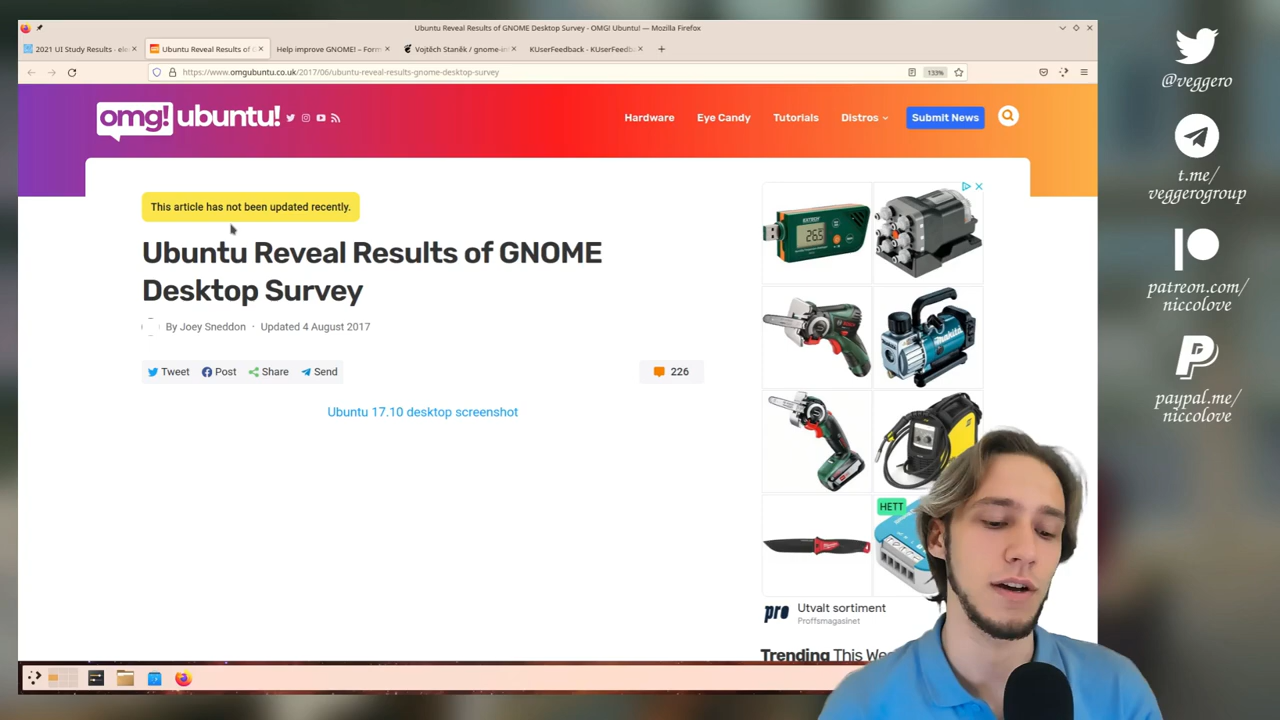 Ubuntu Reveal Results of GNOME Desktop Survey - OMG! Ubuntu! — Mozilla Firefox
2021 UI Study Results - ele
Ubuntu Reveal Results of G
Help improve GNOME! – Form
Vojtěch Staněk / gnome-in
KUserFeedback - KUserFeedb
https://www.omgubuntu.co.uk/2017/06/ubuntu-reveal-results-gnome-desktop-survey
133%
omg! ubuntu!
Hardware
Eye Candy
Tutorials
Distros
Submit News
This article has not been updated recently.
Ubuntu Reveal Results of GNOME
Desktop Survey
By Joey Sneddon · Updated 4 August 2017
Tweet
Post
Share
Send
226
Ubuntu 17.10 desktop screenshot
HETT
pro
Utvalt sortiment
Proffsmagasinet
Trending This We
@veggero
t.me/
veggerogroup
patreon.com/
niccolove
paypal.me/
niccolove